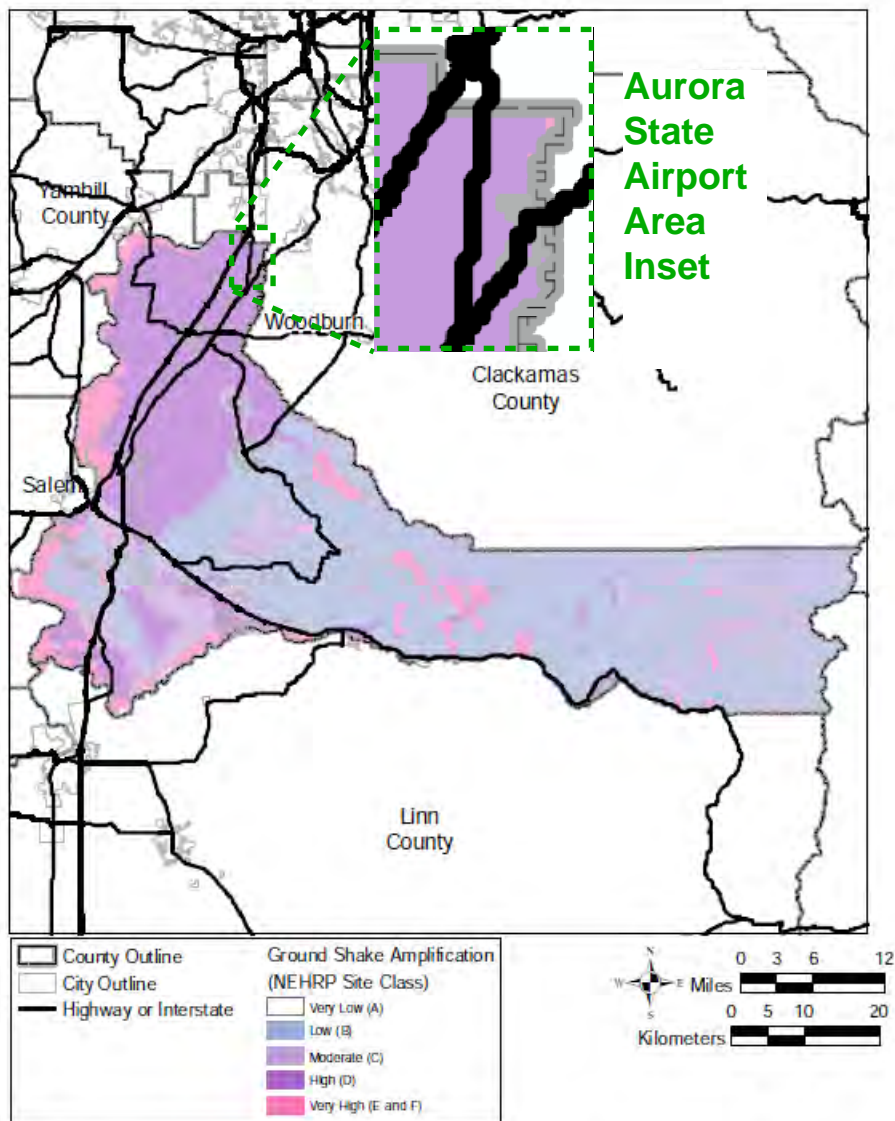 Aurora
State
Airport
Area
Inset
Yamhill
County
Woodburn
Clackamas
County
Salem
Linn
County
County Outline
City Outline
Highway or Interstate
Ground Shake Amplification
(NEHRP Site Class)
Very Low (A)
Low (B)
Moderate (C)
High (D)
Very High (E and F)
N
W E
S
0 3 6 12
Miles
0 5 10 20
Kilometers